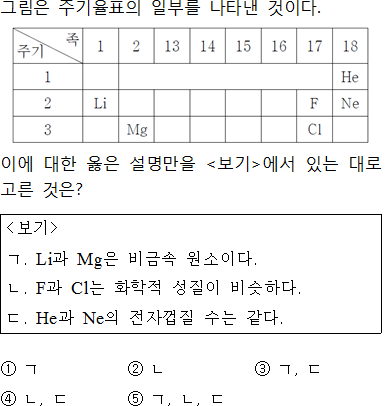 그림은 주기율표의 일부를 나타낸 것이다.
족 1 2 13 14 15 16 17 18
주기
1 He
2 Li F Ne
3 Mg Cl
이에 대한 옳은 설명만을 <보기>에서 있는 대로
고른 것은?
<보기>
ㄱ. Li과 Mg은 비금속 원소이다.
ㄴ. F과 Cl는 화학적 성질이 비슷하다.
ㄷ. He과 Ne의 전자껍질 수는 같다.
① ㄱ ② ㄴ ③ ㄱ, ㄷ
④ ㄴ, ㄷ ⑤ ㄱ, ㄴ, ㄷ